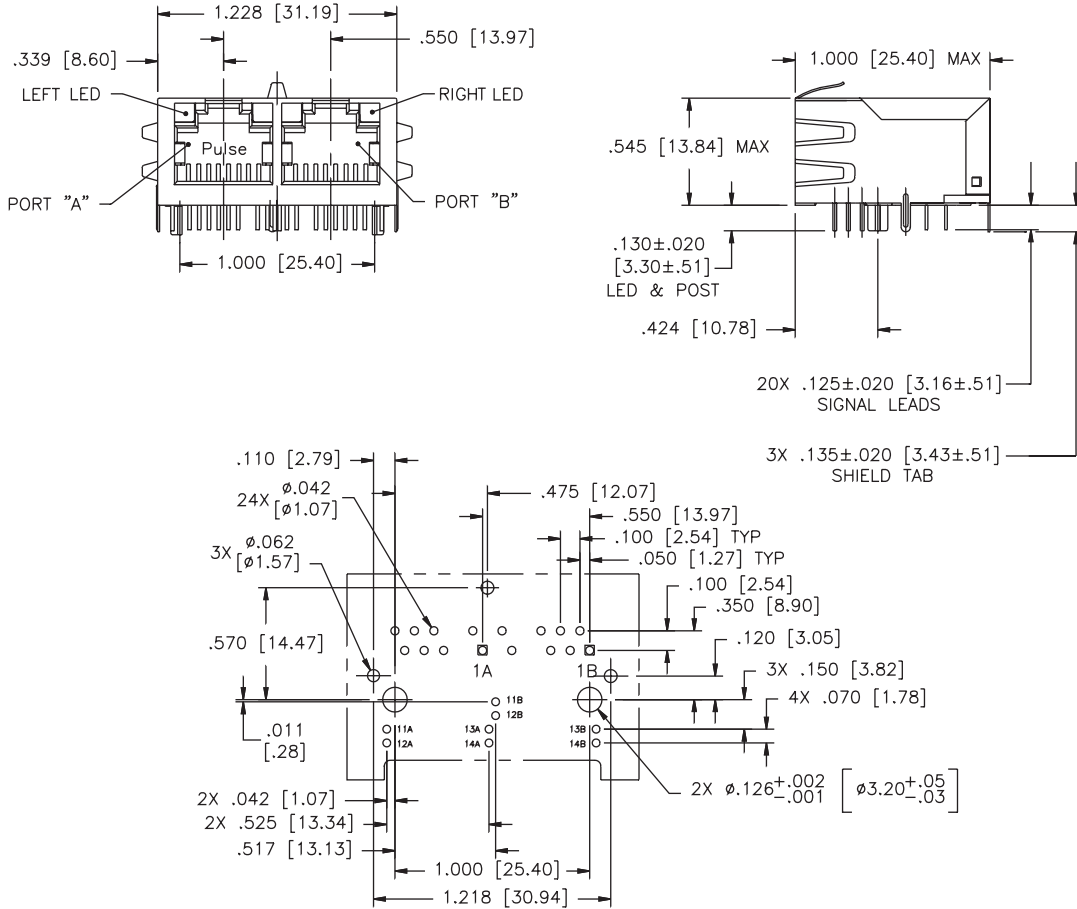 1.228 [31.19]
.550 [13.97]
.339 [8.60]
LEFT LED
RIGHT LED
Pulse
PORT "A"
PORT "B"
1.000 [25.40]
1.000 [25.40] MAX
.545 [13.84] MAX
.130±.020
[3.30±.51]
LED & POST
.424 [10.78]
20X .125±.020 [3.16±.51]
SIGNAL LEADS
3X .135±.020 [3.43±.51]
SHIELD TAB
.110 [2.79]
24X ø.042
[ø1.07]
3X ø.062
[ø1.57]
.475 [12.07]
.550 [13.97]
.100 [2.54] TYP
.050 [1.27] TYP
.100 [2.54]
.350 [8.90]
.120 [3.05]
3X .150 [3.82]
4X .070 [1.78]
.570 [14.47]
1A
1B
11B
12B
11A
13A
13B
12A
14A
14B
.011
[.28]
2X ø.126+.002 -.001 [ø3.20+.05 -.03]
2X .042 [1.07]
2X .525 [13.34]
.517 [13.13]
1.000 [25.40]
1.218 [30.94]